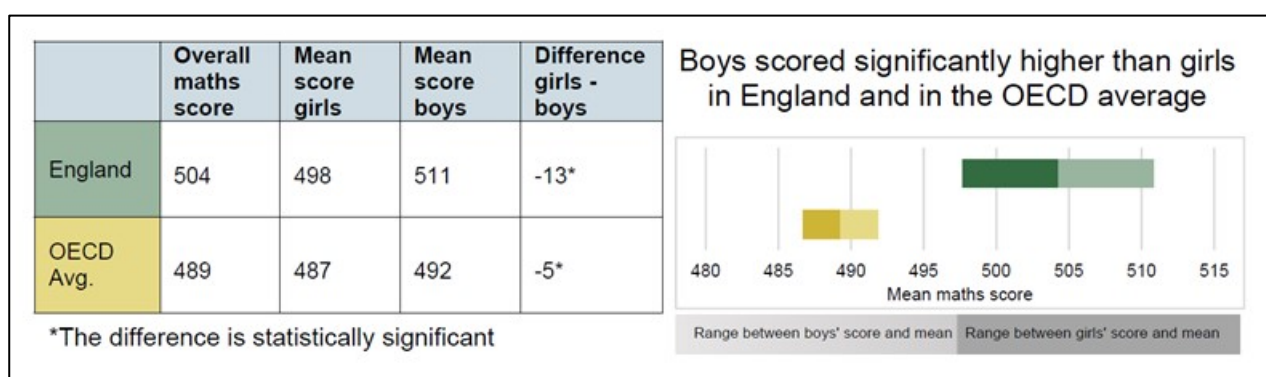 Overall maths score
Mean score girls
Mean score boys
Difference girls - boys
England 504 498 511 -13*
OECD Avg. 489 487 492 -5*
*The difference is statistically significant
Boys scored significantly higher than girls
in England and in the OECD average
480 485 490 495 500 505 510 515
Mean maths score
Range between boys' score and mean Range between girls' score and mean